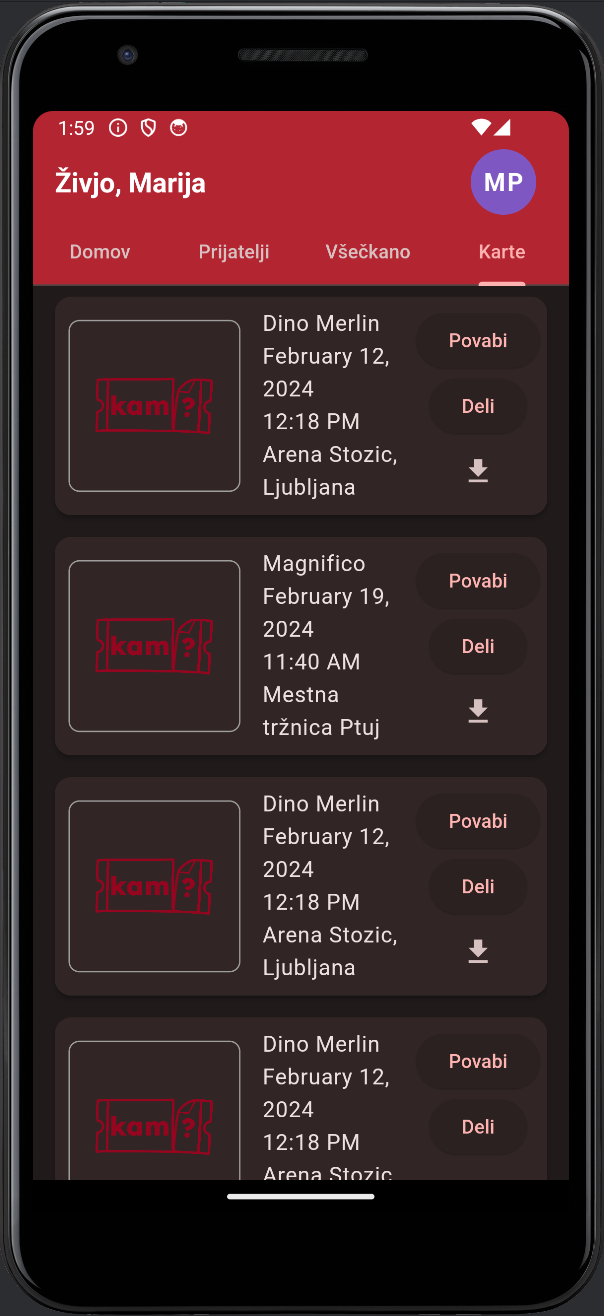 1:59
Živjo, Marija
MP
Domov Prijatelji Všečkano Karte
kam ?
Dino Merlin
February 12,
2024
12:18 PM
Arena Stozic,
Ljubljana
Povabi
Deli
kam ?
Magnifico
February 19,
2024
11:40 AM
Mestna
tržnica Ptuj
Povabi
Deli
kam ?
Dino Merlin
February 12,
2024
12:18 PM
Arena Stozic,
Ljubljana
Povabi
Deli
kam ?
Dino Merlin
February 12,
2024
12:18 PM
Arena Stozic
Povabi
Deli